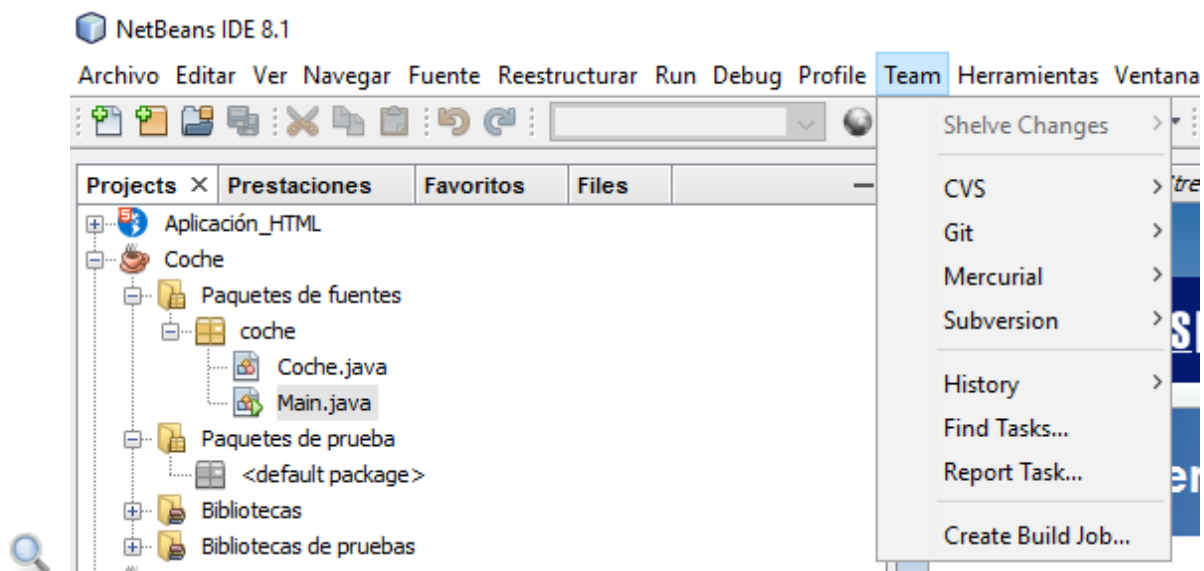 NetBeans IDE 8.1
Archivo Editar Ver Navegar Fuente Reestructurar Run Debug Profile Team Herramientas Ventana
Shelve Changes
CVS
Git
Mercurial
Subversion
History
Find Tasks...
Report Task...
Create Build Job...
Projects Prestaciones Favoritos Files
Aplicación_HTML
Coche
Paquetes de fuentes
coche
Coche.java
Main.java
Paquetes de prueba
<default package>
Bibliotecas
Bibliotecas de pruebas